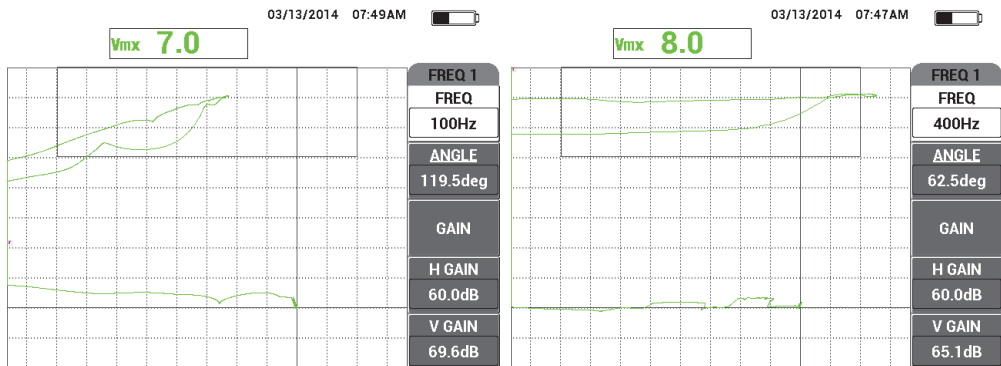 03/13/2014 07:49AM
Vmx 7.0
FREQ 1
FREQ
100Hz
ANGLE
119.5deg
GAIN
H GAIN
60.0dB
V GAIN
69.6dB
03/13/2014 07:47AM
Vmx 8.0
FREQ 1
FREQ
400Hz
ANGLE
62.5deg
GAIN
H GAIN
60.0dB
V GAIN
65.1dB